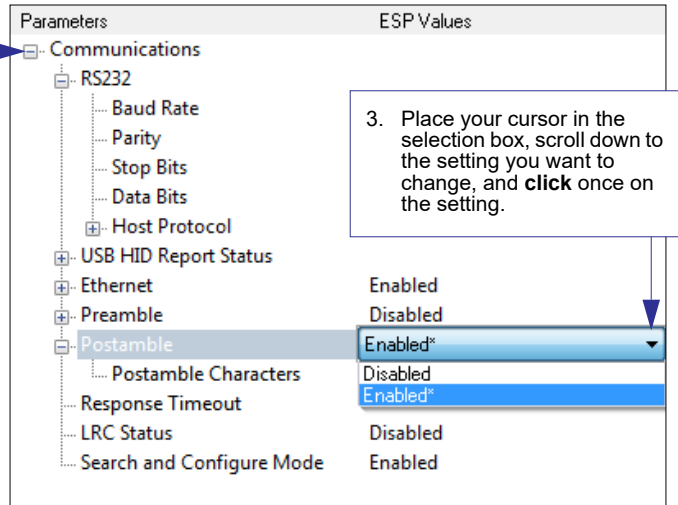 Parameters ESP Values
Communications
RS232
Baud Rate
Parity
Stop Bits
Data Bits
Host Protocol
3. Place your cursor in the
selection box, scroll down to
the setting you want to
change, and click once on
the setting.
USB HID Report Status
Ethernet Enabled
Preamble Disabled
Postamble Enabled*
Postamble Characters Disabled
Enabled*
Response Timeout
LRC Status Disabled
Search and Configure Mode Enabled